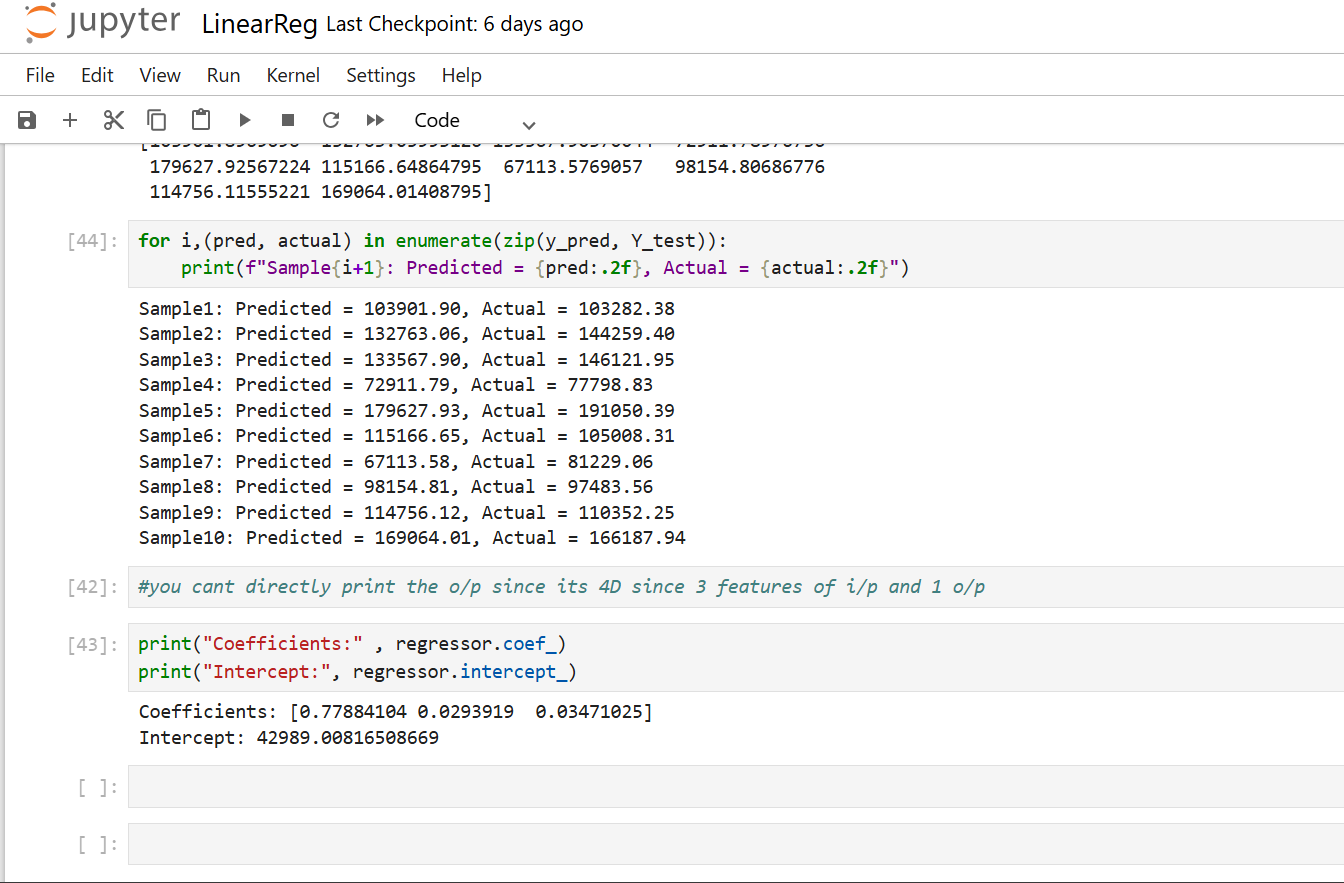 jupyter LinearReg Last Checkpoint: 6 days ago
File Edit View Run Kernel Settings Help
Code
179627.92567224 115166.64864795 67113.5769057 98154.80686776
114756.11555221 169064.01408795]
[44]: for i,(pred, actual) in enumerate(zip(y_pred, Y_test)):
print(f"Sample{i+1}: Predicted = {pred:.2f}, Actual = {actual:.2f}")
Sample1: Predicted = 103901.90, Actual = 103282.38
Sample2: Predicted = 132763.06, Actual = 144259.40
Sample3: Predicted = 133567.90, Actual = 146121.95
Sample4: Predicted = 72911.79, Actual = 77798.83
Sample5: Predicted = 179627.93, Actual = 191050.39
Sample6: Predicted = 115166.65, Actual = 105008.31
Sample7: Predicted = 67113.58, Actual = 81229.06
Sample8: Predicted = 98154.81, Actual = 97483.56
Sample9: Predicted = 114756.12, Actual = 110352.25
Sample10: Predicted = 169064.01, Actual = 166187.94
[42]: #you cant directly print the o/p since its 4D since 3 features of i/p and 1 o/p
[43]: print("Coefficients:" , regressor.coef_)
print("Intercept:", regressor.intercept_)
Coefficients: [0.77884104 0.0293919 0.03471025]
Intercept: 42989.00816508669
[ ]:
[ ]: